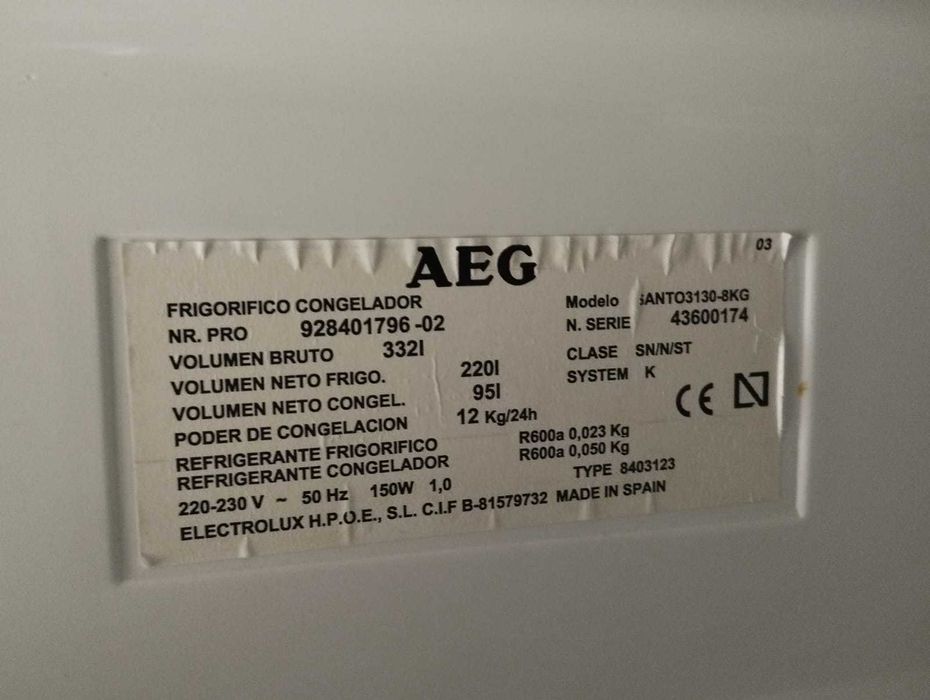 AEG
03
FRIGORIFICO CONGELADOR
Modelo SANTO3130-8KG
NR. PRO 928401796 -02
N. SERIE 43600174
VOLUMEN BRUTO 332l
CLASE SN/N/ST
VOLUMEN NETO FRIGO. 220l
SYSTEM K
VOLUMEN NETO CONGEL. 95l
CE N
PODER DE CONGELACION 12 Kg/24h
REFRIGERANTE FRIGORIFICO R600a 0,023 Kg
REFRIGERANTE CONGELADOR R600a 0,050 Kg
220-230 V ~ 50 Hz 150W 1,0 TYPE 8403123
ELECTROLUX H.P.O.E., S.L. C.I.F B-81579732 MADE IN SPAIN